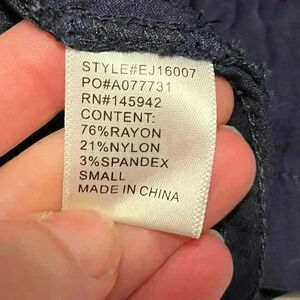 STYLE#EJ16007
PO#A077731
RN#145942
CONTENT:
76%RAYON
21%NYLON
3%SPANDEX
SMALL
MADE IN CHINA